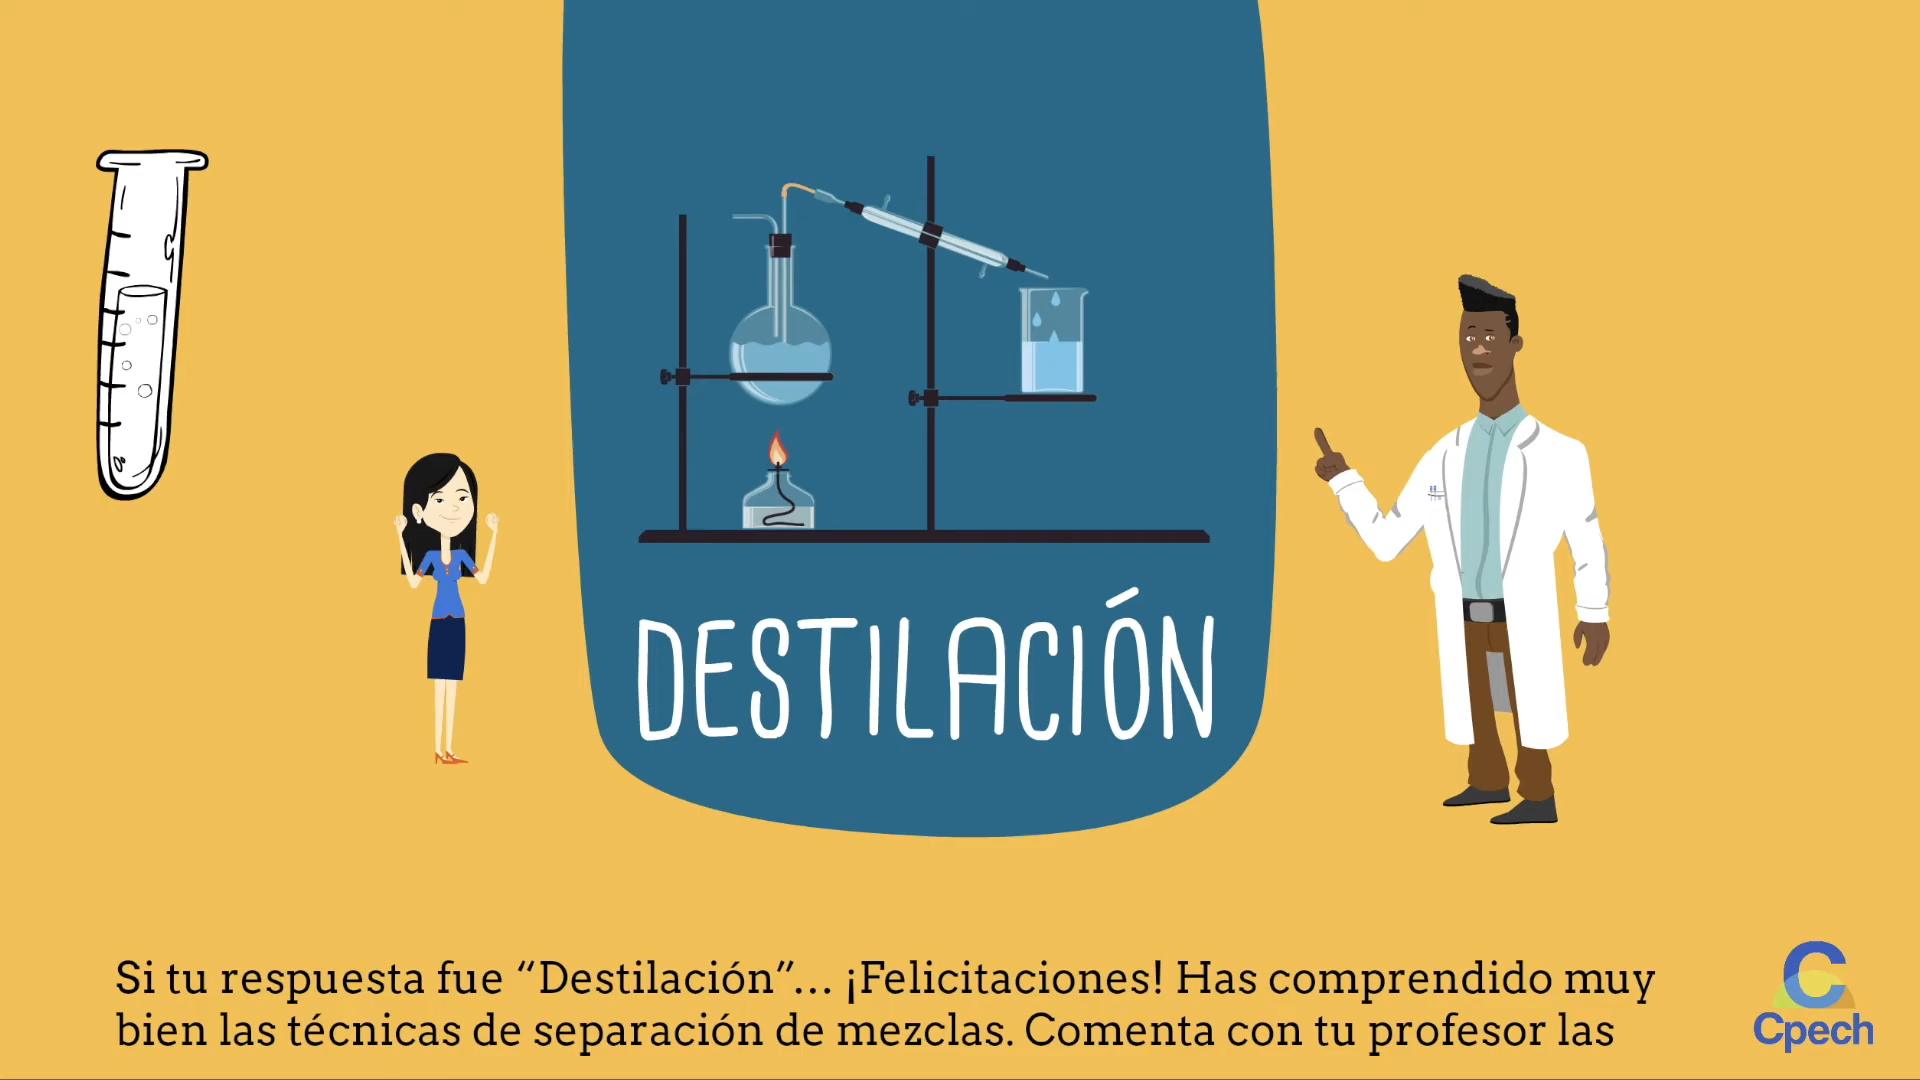 DESTILACIÓN
Si tu respuesta fue “Destilación”… ¡Felicitaciones! Has comprendido muy
bien las técnicas de separación de mezclas. Comenta con tu profesor las
Cpech